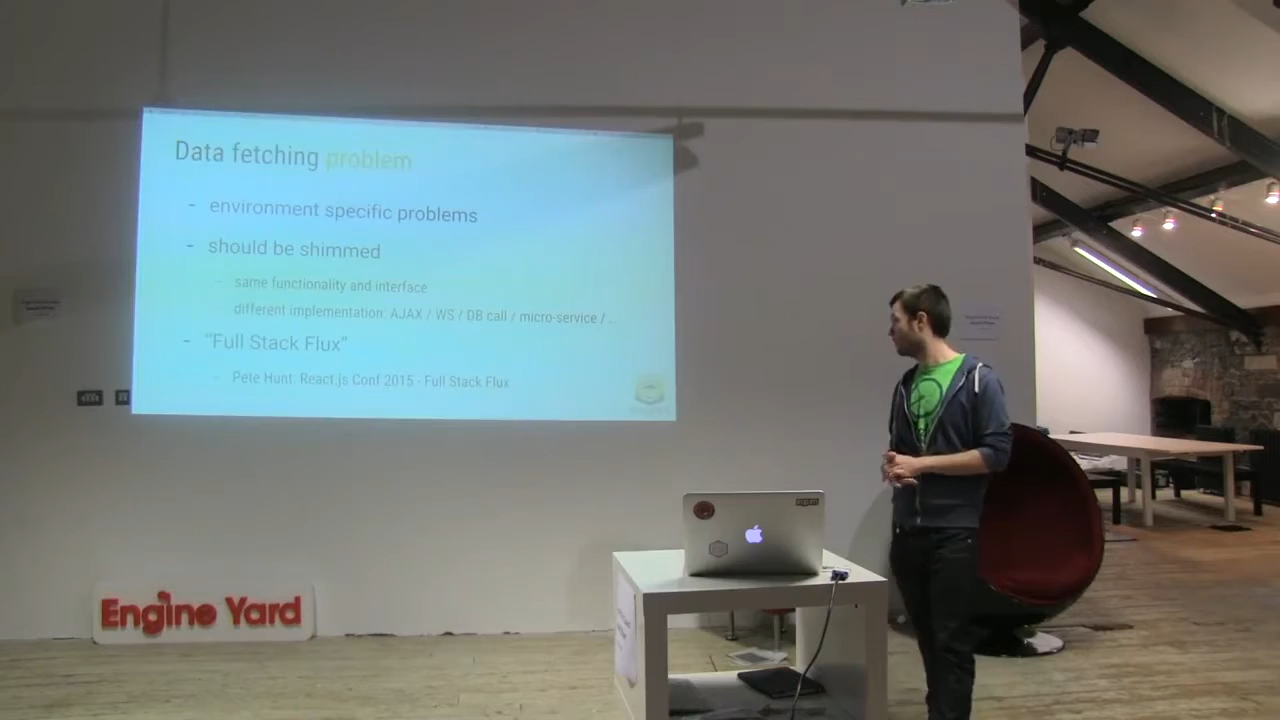 Data fetching problem
- environment specific problems
- should be shimmed
- same functionality and interface
different implementation: AJAX / WS / DB call / micro-service / ...
- "Full Stack Flux"
- Pete Hunt: React.js Conf 2015 - Full Stack Flux
npm
Engine Yard